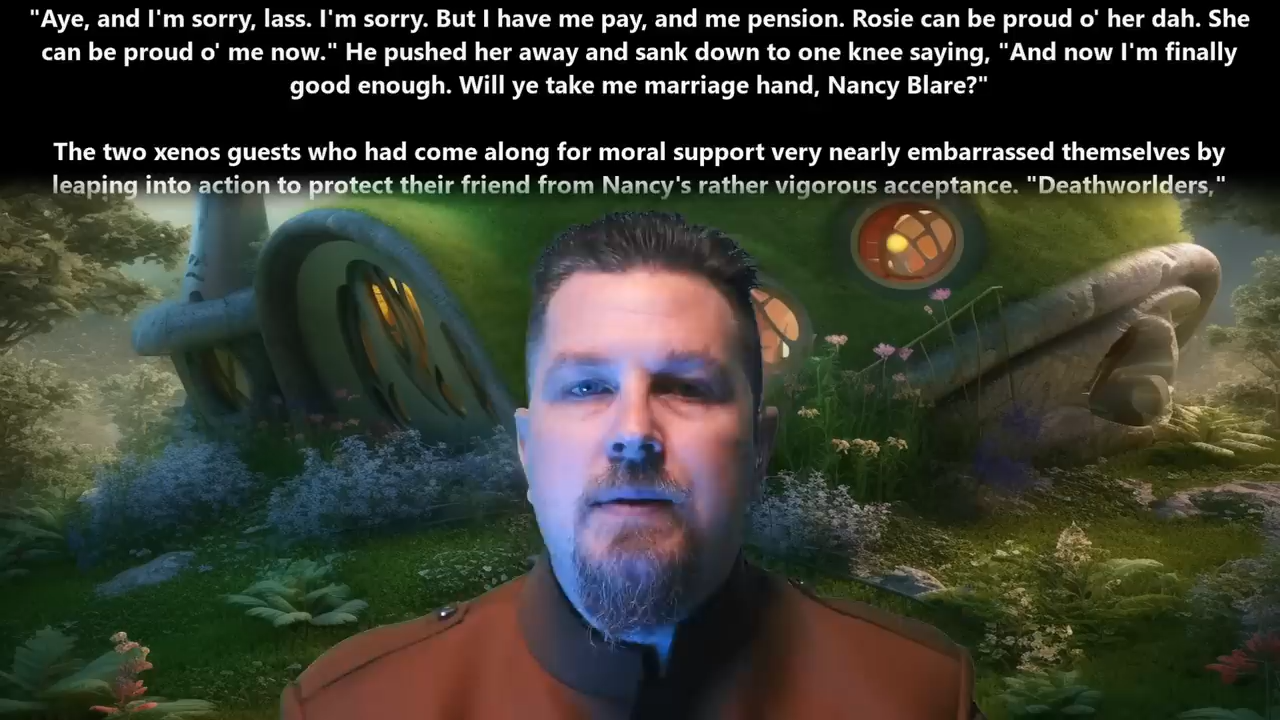 "Aye, and I'm sorry, lass. I'm sorry. But I have me pay, and me pension. Rosie can be proud o' her dah. She
can be proud o' me now." He pushed her away and sank down to one knee saying, "And now I'm finally
good enough. Will ye take me marriage hand, Nancy Blare?"
The two xenos guests who had come along for moral support very nearly embarrassed themselves by
leaping into action to protect their friend from Nancy's rather vigorous acceptance. "Deathworlders,"